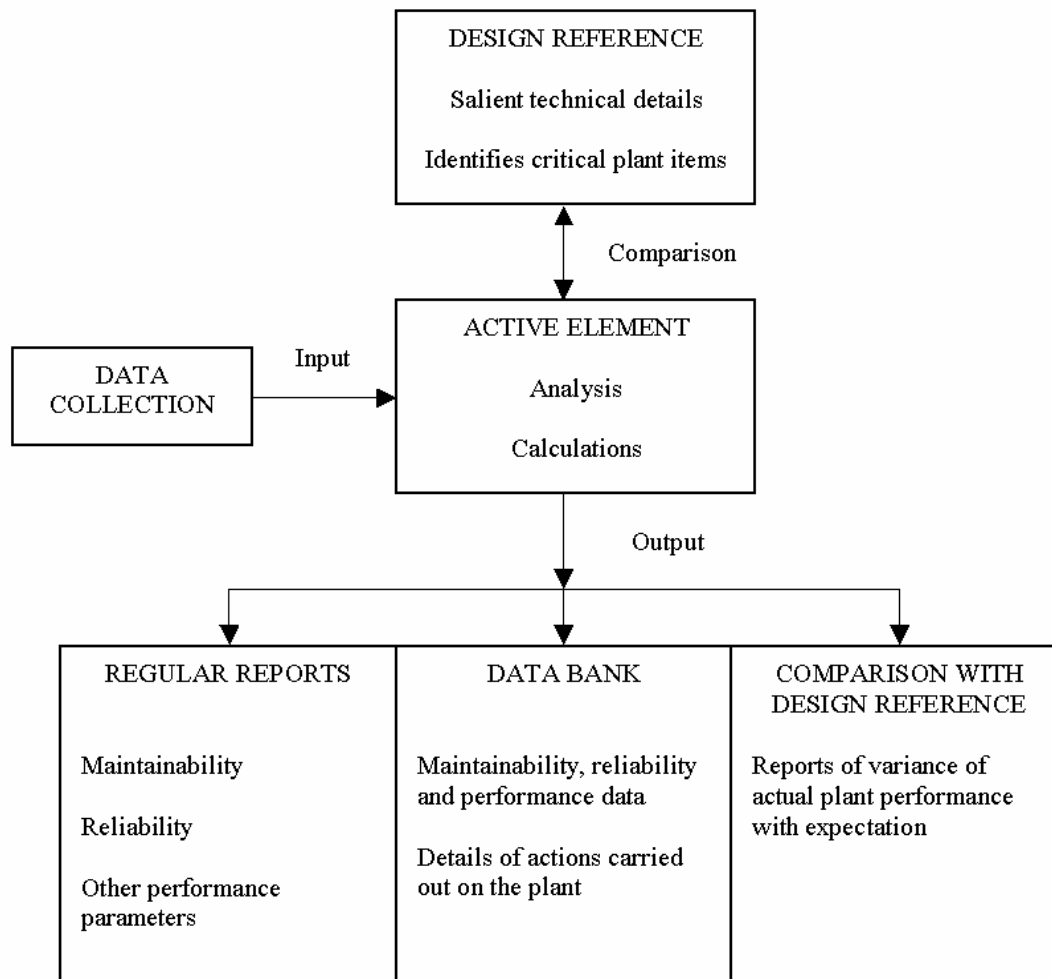 DESIGN REFERENCE
Salient technical details
Identifies critical plant items
Comparison
ACTIVE ELEMENT
Analysis
Calculations
DATA
COLLECTION
Input
Output
REGULAR REPORTS
Maintainability
Reliability
Other performance
parameters
DATA BANK
Maintainability, reliability
and performance data
Details of actions carried
out on the plant
COMPARISON WITH
DESIGN REFERENCE
Reports of variance of
actual plant performance
with expectation